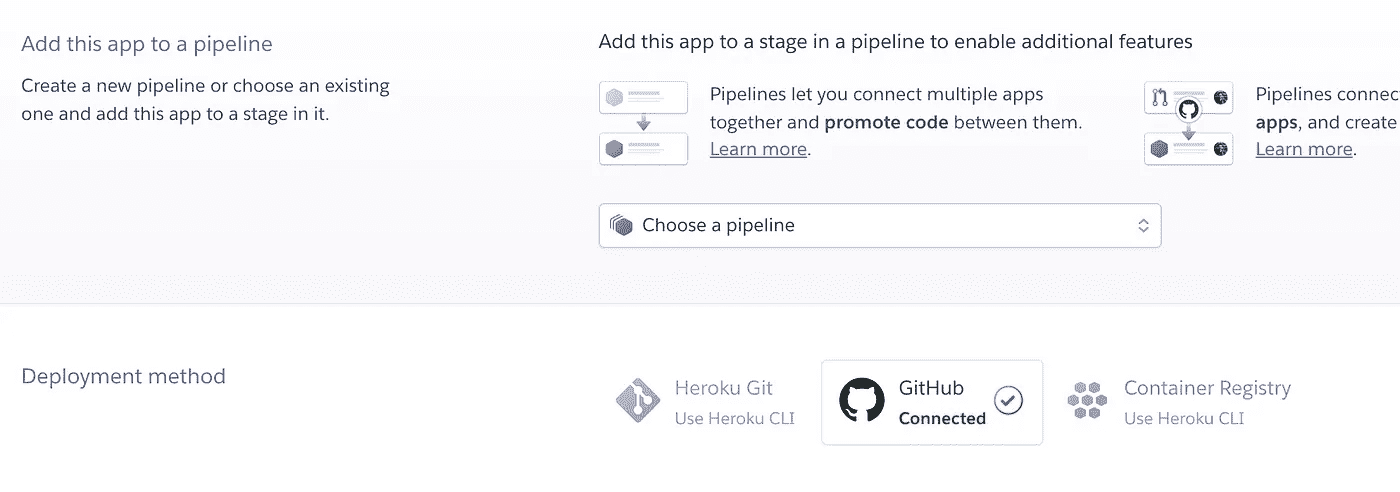 Add this app to a pipeline
Create a new pipeline or choose an existing
one and add this app to a stage in it.
Add this app to a stage in a pipeline to enable additional features
Pipelines let you connect multiple apps
together and promote code between them.
Learn more.
Pipelines connec
apps, and create
Learn more.
Choose a pipeline
Deployment method
Heroku Git
Use Heroku CLI
GitHub
Connected
Container Registry
Use Heroku CLI